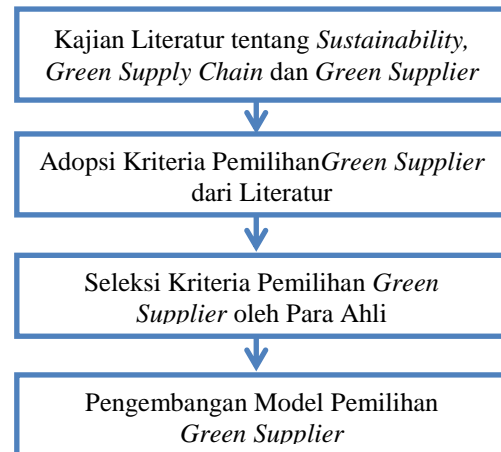 Kajian Literatur tentang Sustainability,
Green Supply Chain dan Green Supplier
Adopsi Kriteria PemilihanGreen Supplier
dari Literatur
Seleksi Kriteria Pemilihan Green
Supplier oleh Para Ahli
Pengembangan Model Pemilihan
Green Supplier